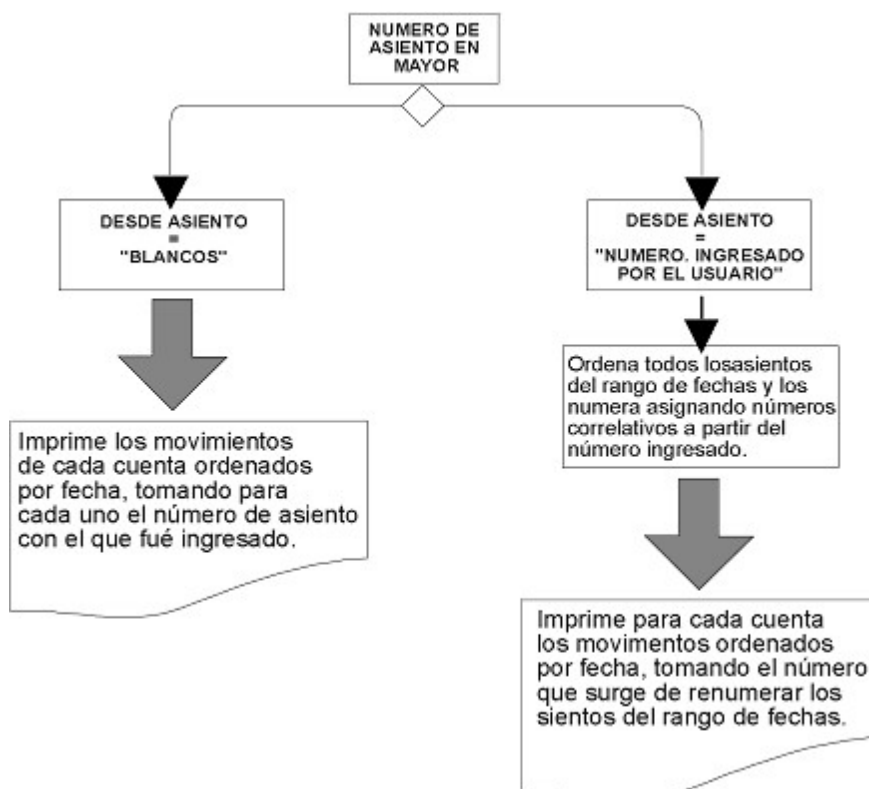 NUMERO DE
ASIENTO EN
MAYOR
DESDE ASIENTO
=
"BLANCOS"
Imprime los movimientos
de cada cuenta ordenados
por fecha, tomando para
cada uno el número de asiento
con el que fué ingresado.
DESDE ASIENTO
=
"NUMERO. INGRESADO
POR EL USUARIO"
Ordena todos losasientos
del rango de fechas y los
numera asignando números
correlativos a partir del
número ingresado.
Imprime para cada cuenta
los movimentos ordenados
por fecha, tomando el número
que surge de renumerar los
sientos del rango de fechas.